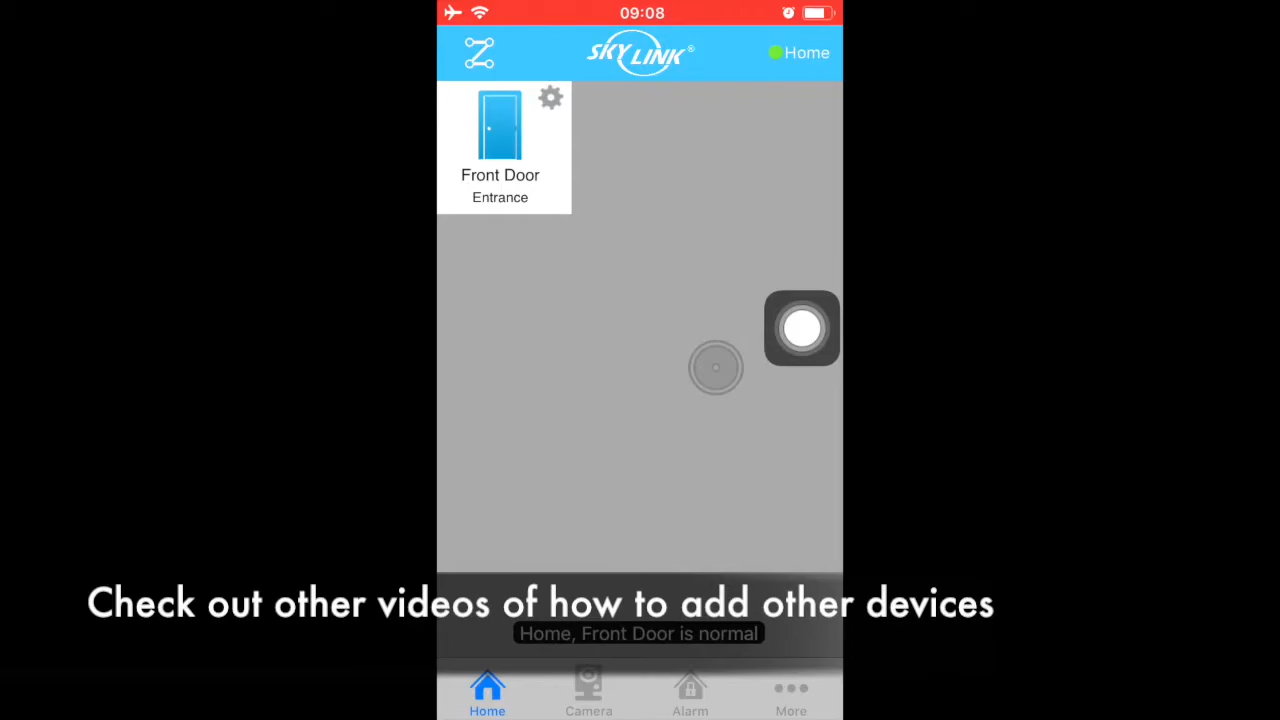 09:08
SKYLINK®
Home
Front Door
Entrance
Check out other videos of how to add other devices
Home, Front Door is normal
Home
Camera
Alarm
More